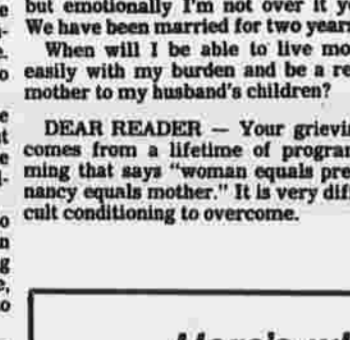 but emotionally I'm not over it
We have been married for two year
When will I be able to live mo
easily with my burden and be a re
mother to my husband's children?
DEAR READER — Your grievin
comes from a lifetime of program
ming that says "woman equals pre
nancy equals mother." It is very dif
cult conditioning to overcome.